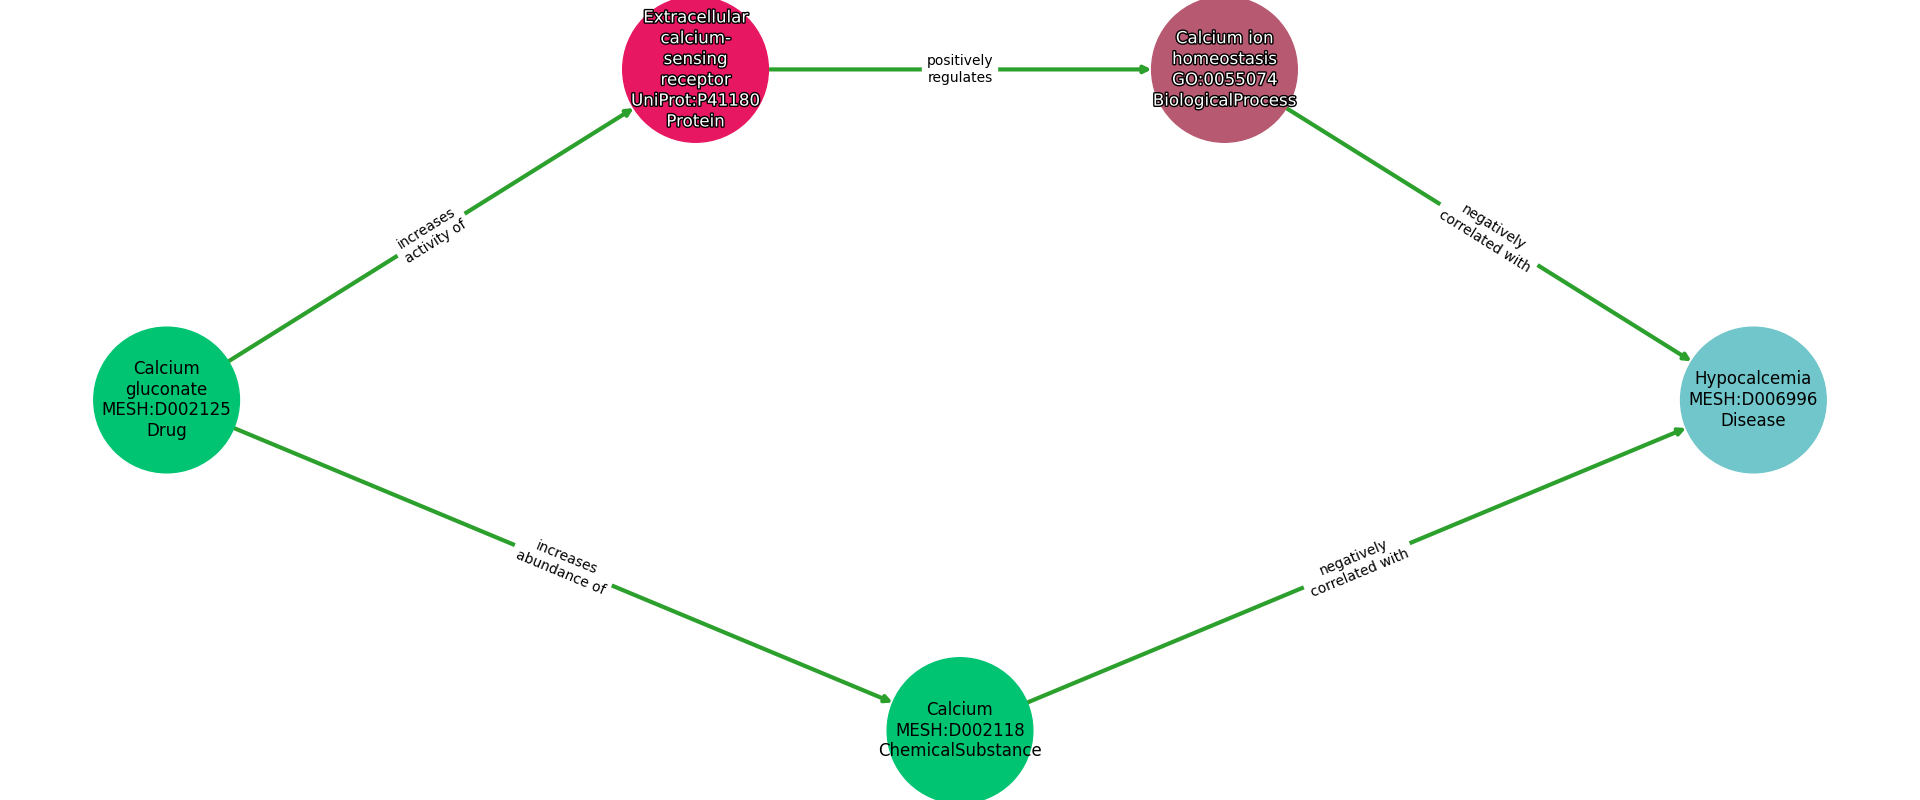 Extracellular
calcium-
sensing
receptor
UniProt:P41180
Protein
positively
regulates
Calcium ion
homeostasis
GO:0055074
BiologicalProcess
increases
activity of
negatively
correlated with
Calcium
gluconate
MESH:D002125
Drug
Hypocalcemia
MESH:D006996
Disease
increases
abundance of
negatively
correlated with
Calcium
MESH:D002118
ChemicalSubstance